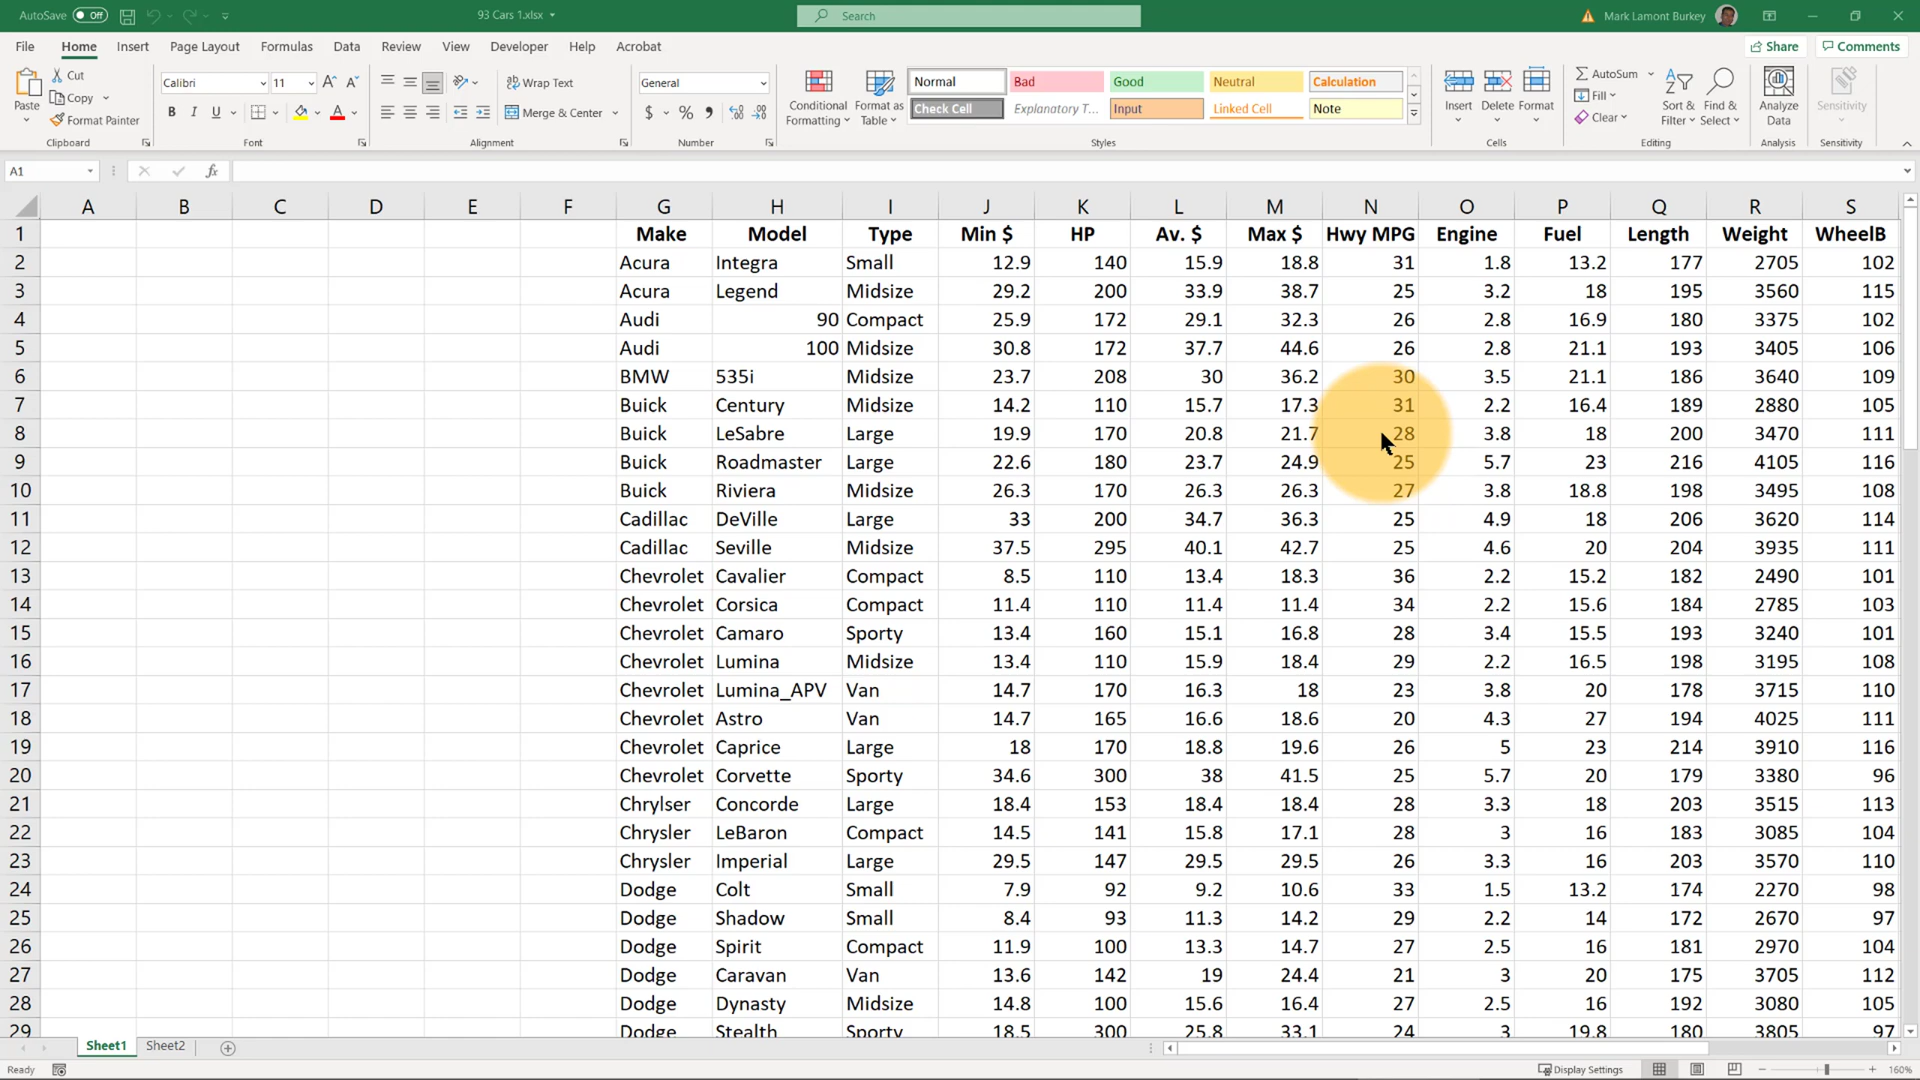 AutoSave Off 93 Cars 1.xlsx Search Mark Lamont Burkey
File Home Insert Page Layout Formulas Data Review View Developer Help Acrobat Share Comments
Paste Cut Copy Format Painter Clipboard
Calibri 11 B I U Font
Wrap Text Merge & Center Alignment
General $ % Number
Conditional Formatting Format as Table
Normal Bad Good Neutral Calculation
Check Cell Explanatory T... Input Linked Cell Note
Styles
Insert Delete Format Cells
AutoSum Fill Clear Sort & Filter Find & Select Editing
Analyze Data Analysis
Sensitivity Sensitivity
A1 fx
A B C D E F G H I J K L M N O P Q R S
1 Make Model Type Min $ HP Av. $ Max $ Hwy MPG Engine Fuel Length Weight WheelB
2 Acura Integra Small 12.9 140 15.9 18.8 31 1.8 13.2 177 2705 102
3 Acura Legend Midsize 29.2 200 33.9 38.7 25 3.2 18 195 3560 115
4 Audi 90 Compact 25.9 172 29.1 32.3 26 2.8 16.9 180 3375 102
5 Audi 100 Midsize 30.8 172 37.7 44.6 26 2.8 21.1 193 3405 106
6 BMW 535i Midsize 23.7 208 30 36.2 30 3.5 21.1 186 3640 109
7 Buick Century Midsize 14.2 110 15.7 17.3 31 2.2 16.4 189 2880 105
8 Buick LeSabre Large 19.9 170 20.8 21.7 28 3.8 18 200 3470 111
9 Buick Roadmaster Large 22.6 180 23.7 24.9 25 5.7 23 216 4105 116
10 Buick Riviera Midsize 26.3 170 26.3 26.3 27 3.8 18.8 198 3495 108
11 Cadillac DeVille Large 33 200 34.7 36.3 25 4.9 18 206 3620 114
12 Cadillac Seville Midsize 37.5 295 40.1 42.7 25 4.6 20 204 3935 111
13 Chevrolet Cavalier Compact 8.5 110 13.4 18.3 36 2.2 15.2 182 2490 101
14 Chevrolet Corsica Compact 11.4 110 11.4 11.4 34 2.2 15.6 184 2785 103
15 Chevrolet Camaro Sporty 13.4 160 15.1 16.8 28 3.4 15.5 193 3240 101
16 Chevrolet Lumina Midsize 13.4 110 15.9 18.4 29 2.2 16.5 198 3195 108
17 Chevrolet Lumina_APV Van 14.7 170 16.3 18 23 3.8 20 178 3715 110
18 Chevrolet Astro Van 14.7 165 16.6 18.6 20 4.3 27 194 4025 111
19 Chevrolet Caprice Large 18 170 18.8 19.6 26 5 23 214 3910 116
20 Chevrolet Corvette Sporty 34.6 300 38 41.5 25 5.7 20 179 3380 96
21 Chrylser Concorde Large 18.4 153 18.4 18.4 28 3.3 18 203 3515 113
22 Chrysler LeBaron Compact 14.5 141 15.8 17.1 28 3 16 183 3085 104
23 Chrysler Imperial Large 29.5 147 29.5 29.5 26 3.3 16 203 3570 110
24 Dodge Colt Small 7.9 92 9.2 10.6 33 1.5 13.2 174 2270 98
25 Dodge Shadow Small 8.4 93 11.3 14.2 29 2.2 14 172 2670 97
26 Dodge Spirit Compact 11.9 100 13.3 14.7 27 2.5 16 181 2970 104
27 Dodge Caravan Van 13.6 142 19 24.4 21 3 20 175 3705 112
28 Dodge Dynasty Midsize 14.8 100 15.6 16.4 27 2.5 16 192 3080 105
29 Dodge Stealth Sporty 18.5 300 25.8 33.1 24 3 19.8 180 3805 97
Sheet1 Sheet2
Ready Display Settings 160%